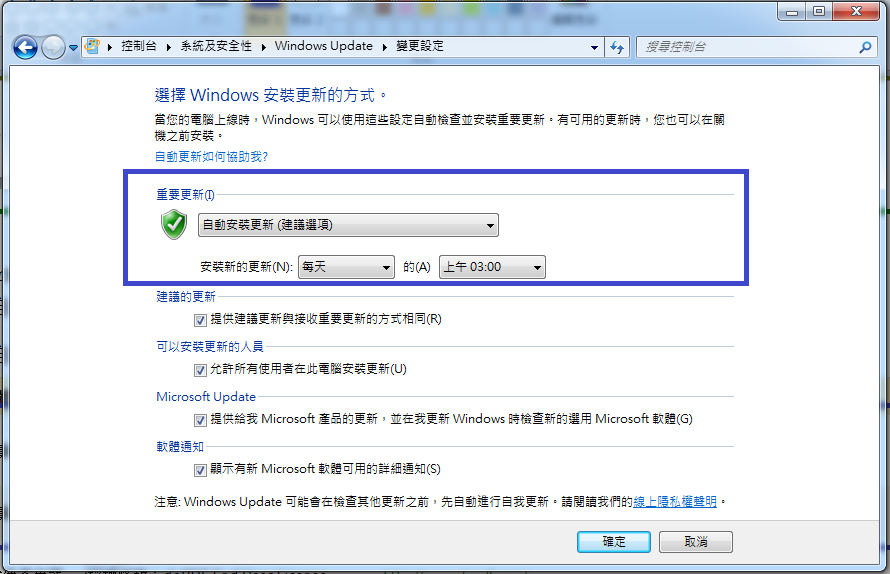 控制台 系統及安全性 Windows Update 變更設定
搜尋控制台
選擇 Windows 安裝更新的方式。
當您的電腦上線時，Windows 可以使用這些設定自動檢查並安裝重要更新。有可用的更新時，您也可以在關
機之前安裝。
自動更新如何協助我?
重要更新(I)
自動安裝更新 (建議選項)
安裝新的更新(N): 每天 的(A) 上午 03:00
建議的更新
提供建議更新與接收重要更新的方式相同(R)
可以安裝更新的人員
允許所有使用者在此電腦安裝更新(U)
Microsoft Update
提供給我 Microsoft 產品的更新，並在我更新 Windows 時檢查新的選用 Microsoft 軟體(G)
軟體通知
顯示有新 Microsoft 軟體可用的詳細通知(S)
注意: Windows Update 可能會在檢查其他更新之前，先自動進行自我更新。請閱讀我們的線上隱私權聲明。
確定 取消